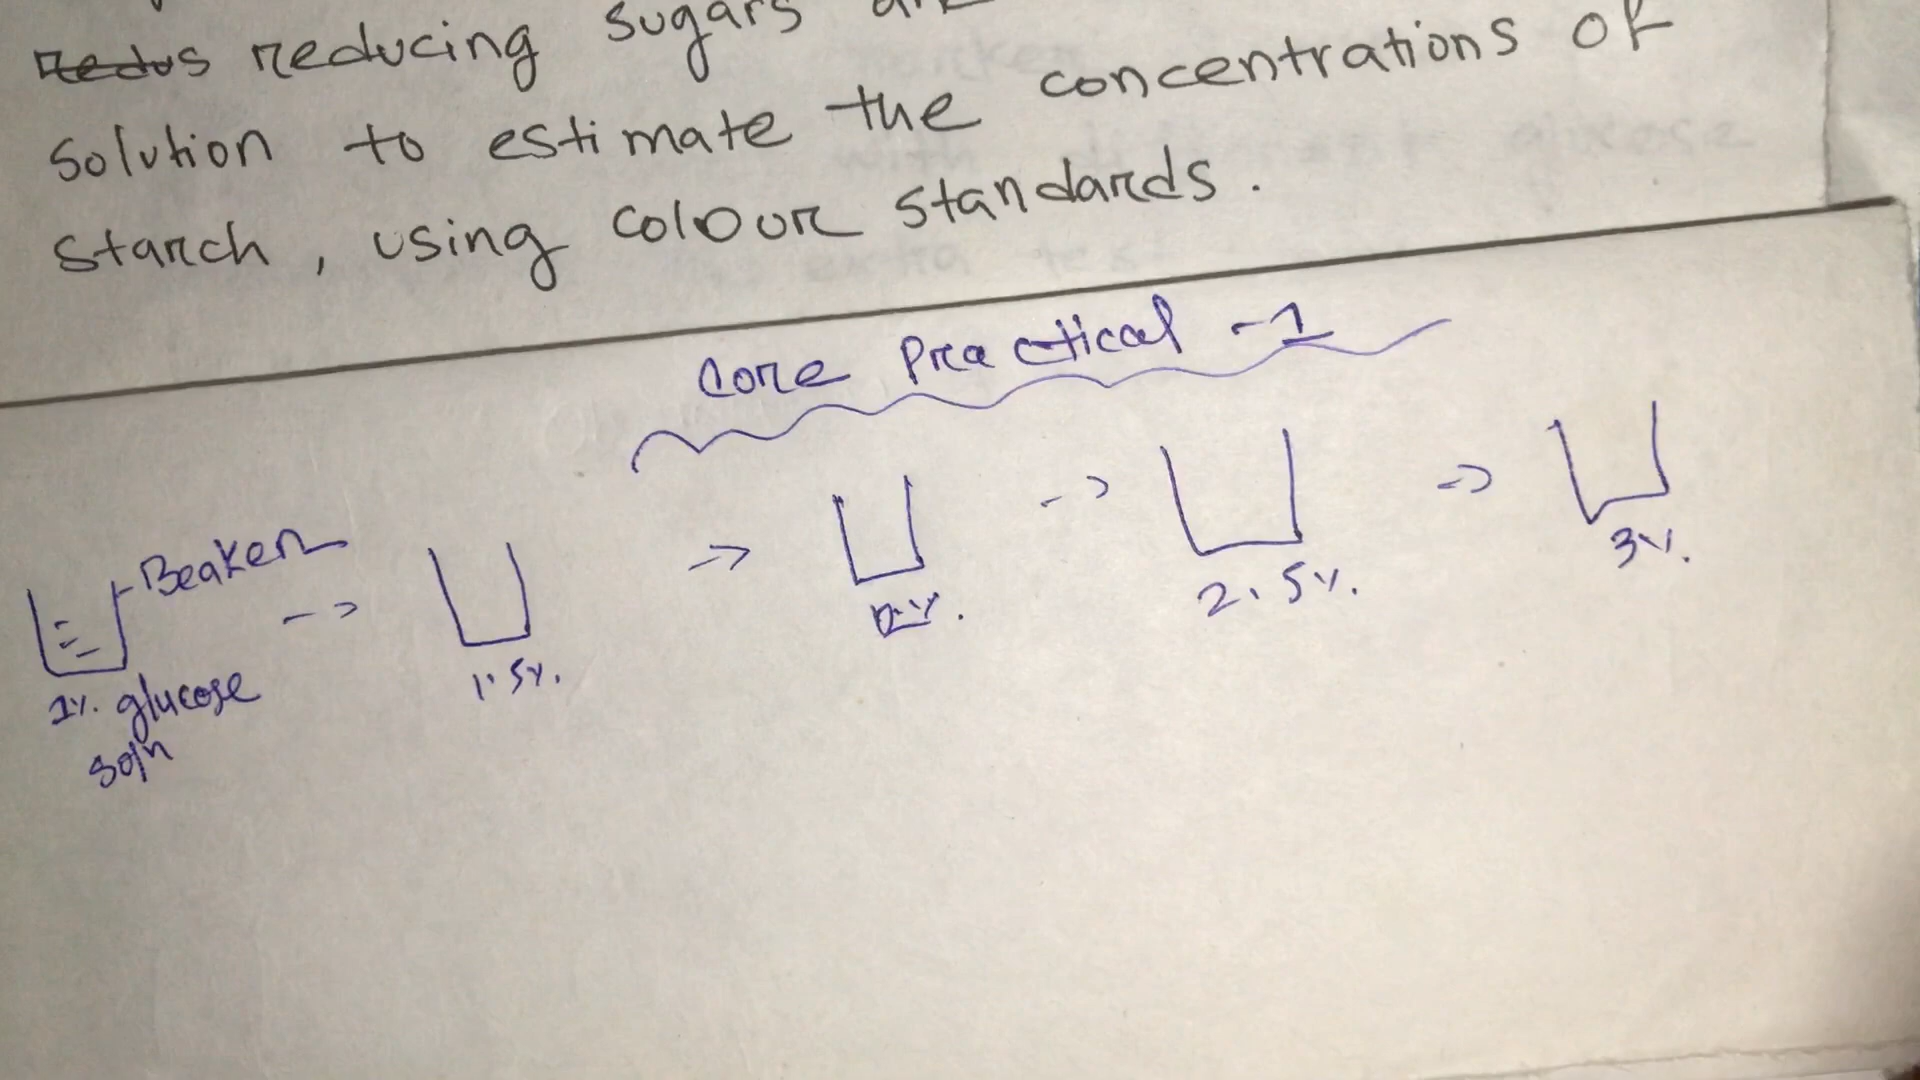 reducing sugars
solution to estimate the concentrations of
starch, using colour standards.
Core Practical - 1
Beaker
1% glucose
soln
->
1.5%.
->
2%.
->
2.5%.
->
3%.